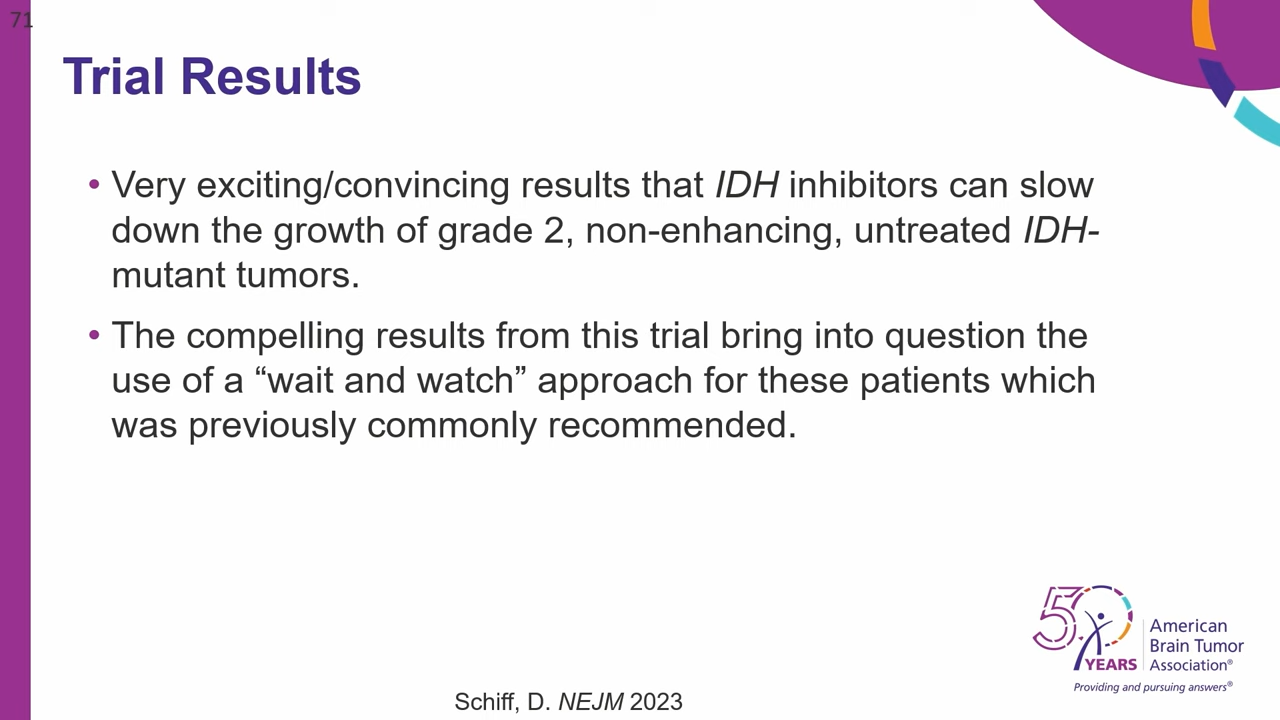 71
Trial Results
• Very exciting/convincing results that IDH inhibitors can slow
down the growth of grade 2, non-enhancing, untreated IDH-
mutant tumors.
• The compelling results from this trial bring into question the
use of a “wait and watch” approach for these patients which
was previously commonly recommended.
50
YEARS
American
Brain Tumor
Association®
Providing and pursuing answers®
Schiff, D. NEJM 2023